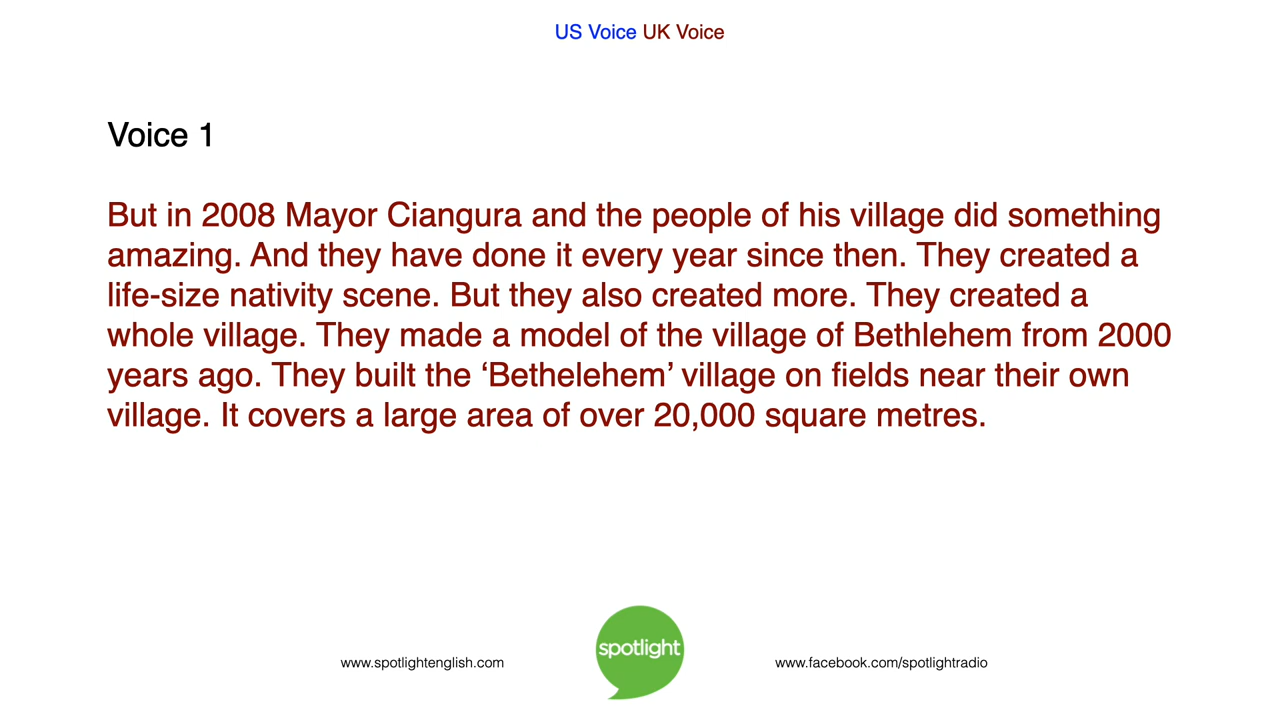 US Voice UK Voice
Voice 1
But in 2008 Mayor Ciangura and the people of his village did something
amazing. And they have done it every year since then. They created a
life-size nativity scene. But they also created more. They created a
whole village. They made a model of the village of Bethlehem from 2000
years ago. They built the ‘Bethelehem’ village on fields near their own
village. It covers a large area of over 20,000 square metres.
www.spotlightenglish.com
spotlight
www.facebook.com/spotlightradio